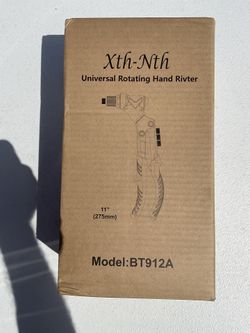 Xth-Nth
Universal Rotating Hand Rivter
11"
(275mm)
Model:BT912A